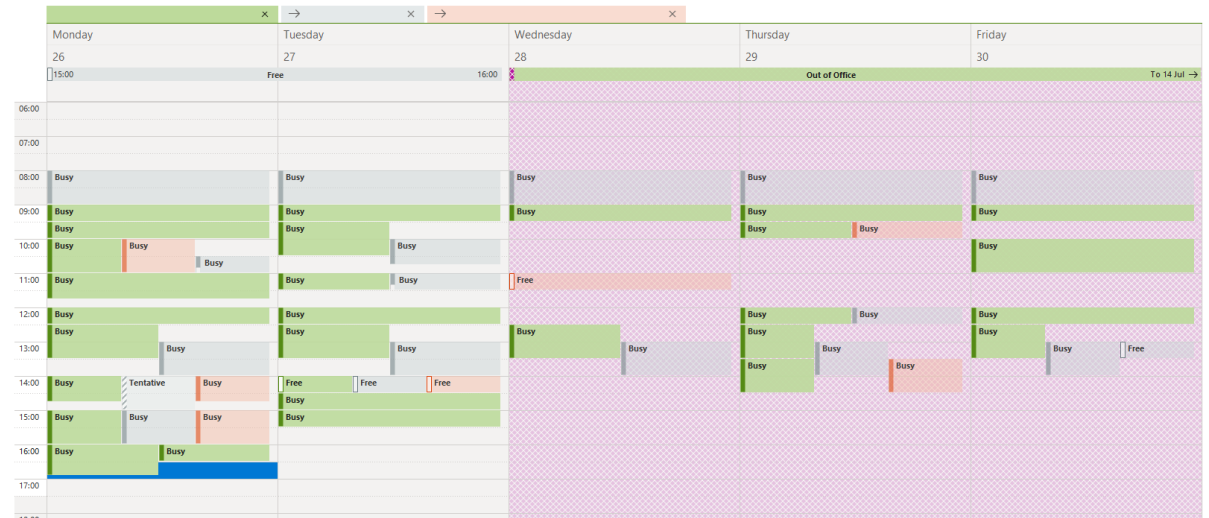 × → × → ×
Monday Tuesday Wednesday Thursday Friday
26 27 28 29 30
15:00 Free 16:00 Out of Office To 14 Jul →
06:00
07:00
08:00 Busy Busy Busy Busy Busy
09:00 Busy Busy Busy Busy Busy
Busy Busy Busy Busy
10:00 Busy Busy Busy Busy
Busy
11:00 Busy Busy Busy Free
12:00 Busy Busy Busy Busy Busy
Busy Busy Busy Busy Busy
13:00 Busy Busy Busy Busy Busy Free
Busy Busy
14:00 Busy Tentative Busy Free Free Free
Busy
15:00 Busy Busy Busy Busy
16:00 Busy Busy
17:00